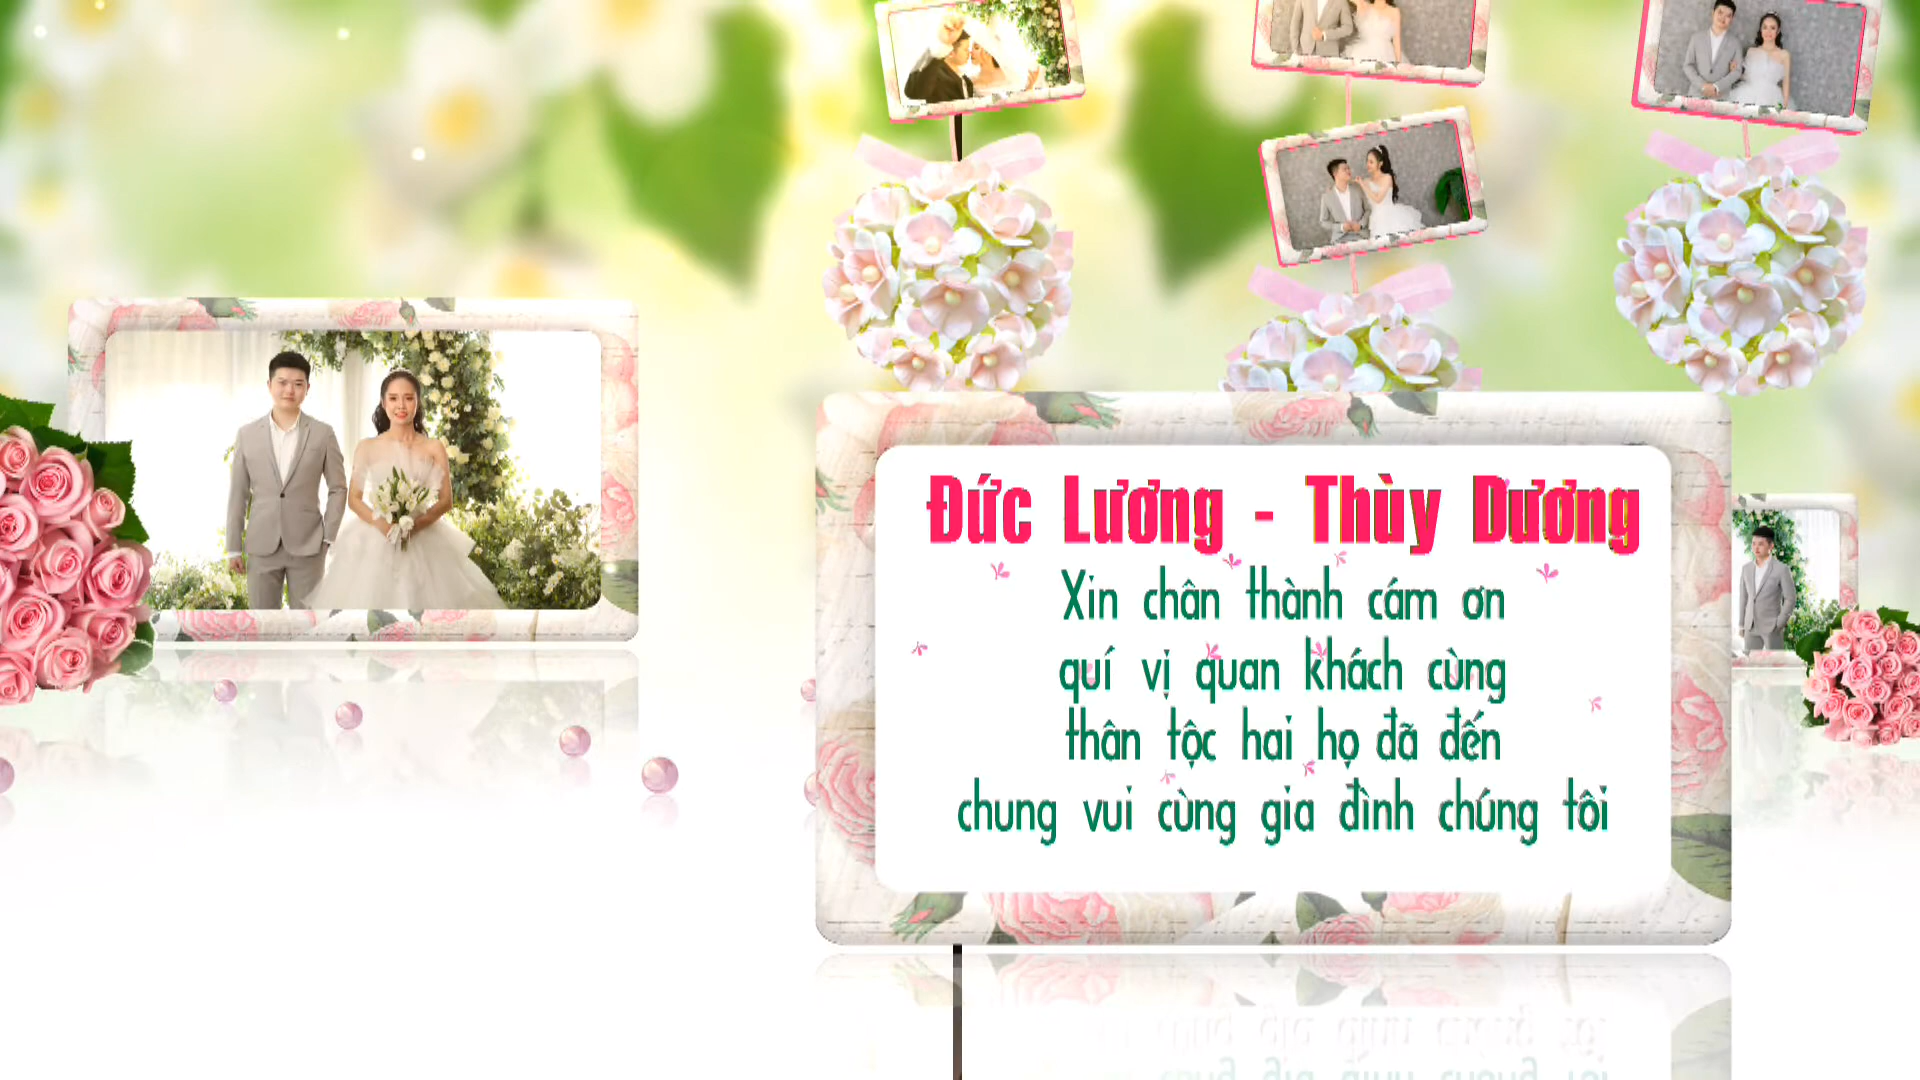 Đức Lương - Thùy Dương
Xin chân thành cám ơn
quí vị quan khách cùng
thân tộc hai họ đã đến
chung vui cùng gia đình chúng tôi